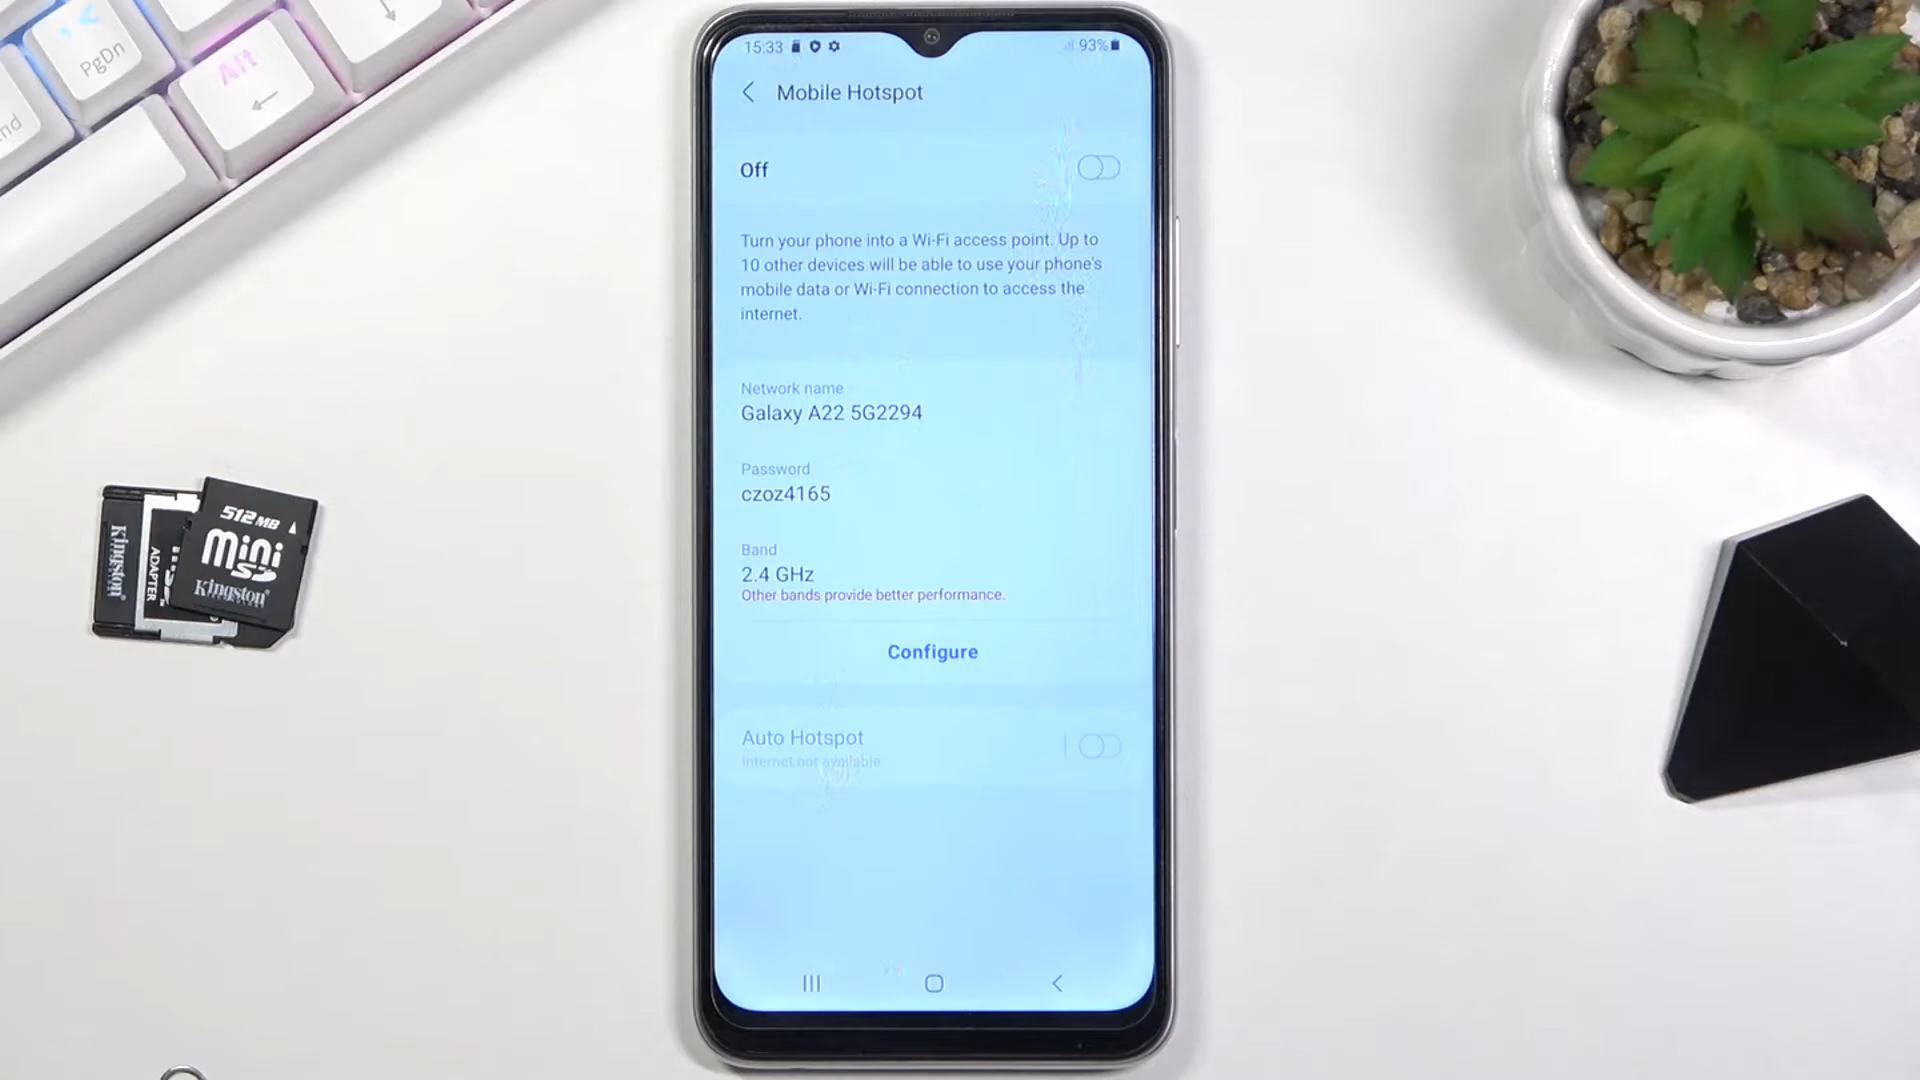 PgDn
Alt
nd
15:33
93%
Mobile Hotspot
Off
Turn your phone into a Wi-Fi access point. Up to
10 other devices will be able to use your phone's
mobile data or Wi-Fi connection to access the
internet.
Network name
Galaxy A22 5G2294
Password
czoz4165
Band
2.4 GHz
Other bands provide better performance.
Configure
Auto Hotspot
Internet not available
512 MB
mini
SD
Kingston
Kingston
ADAPTER